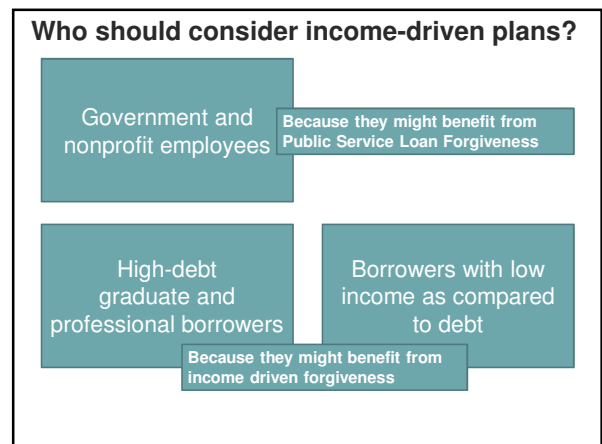 Who should consider income-driven plans?
Government and
nonprofit employees
Because they might benefit from
Public Service Loan Forgiveness
High-debt
graduate and
professional borrowers
Borrowers with low
income as compared
to debt
Because they might benefit from
income driven forgiveness